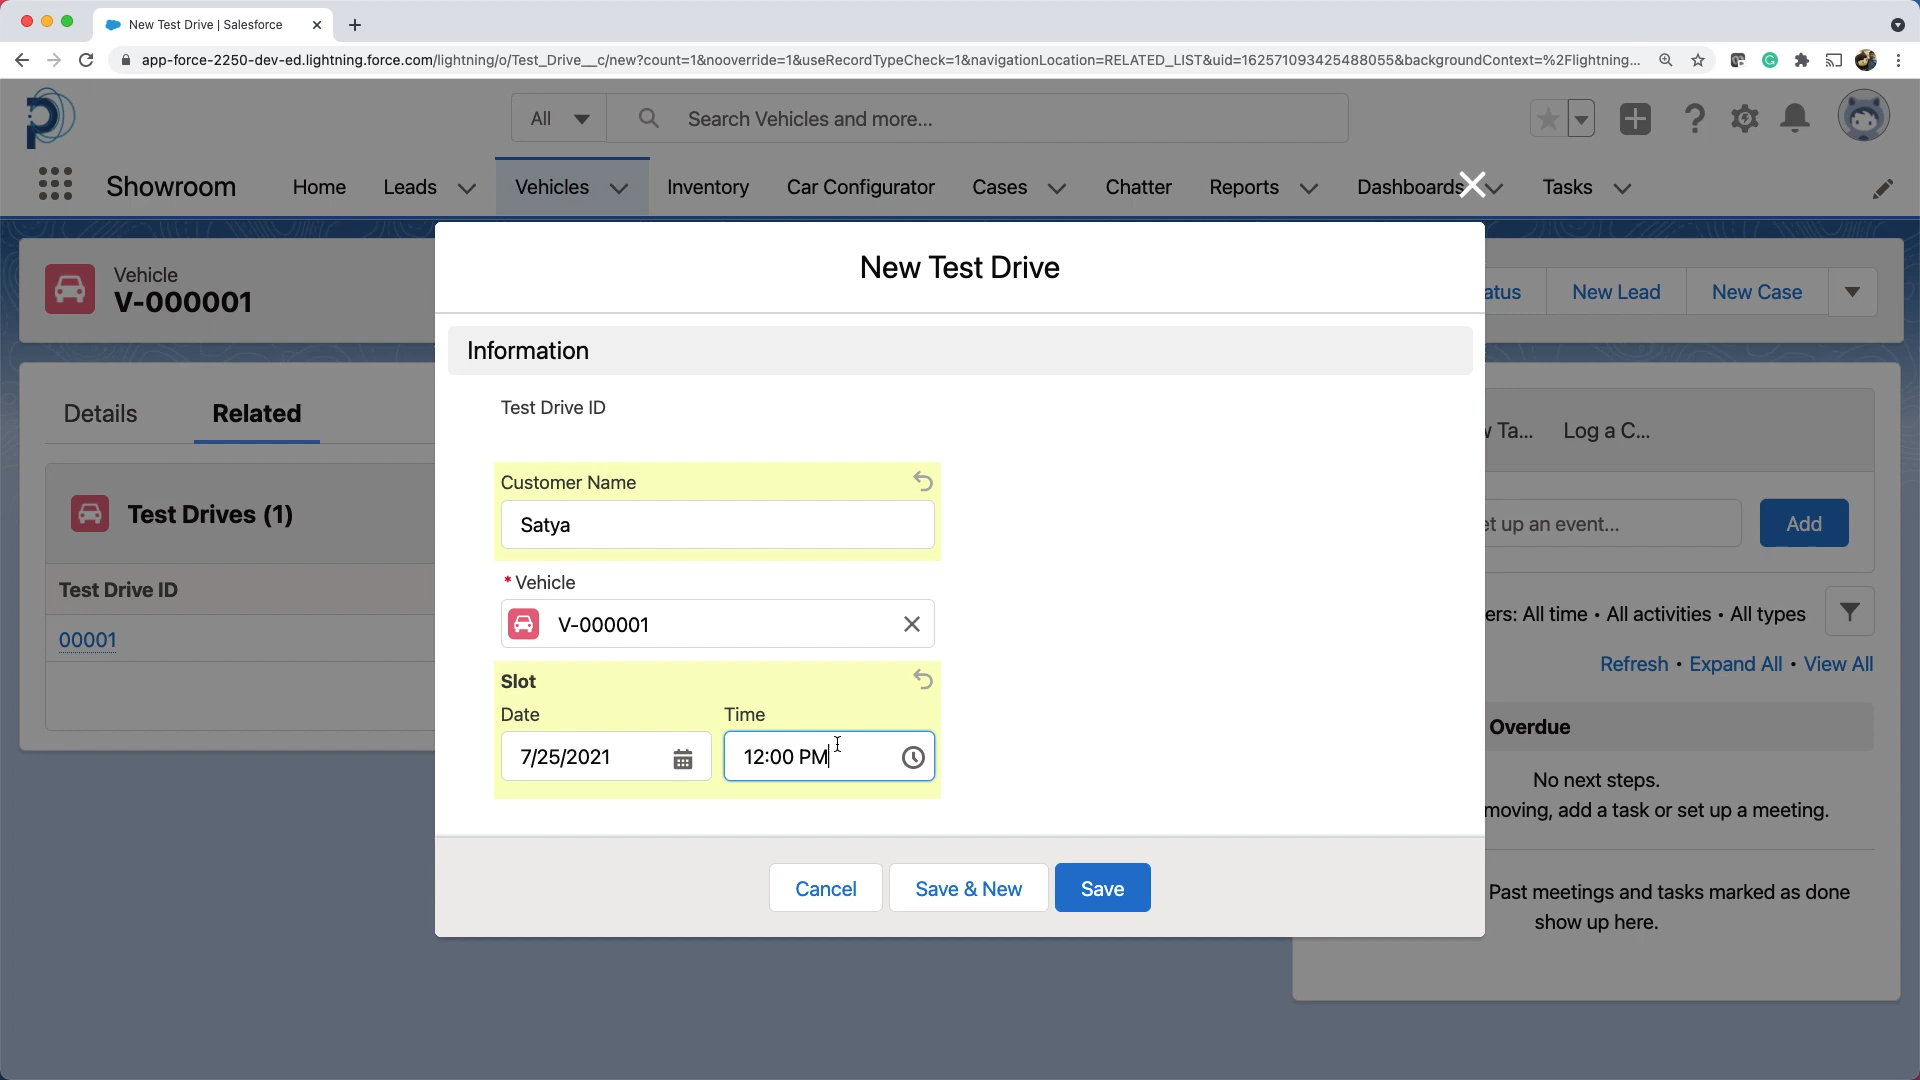 New Test Drive | Salesforce
app-force-2250-dev-ed.lightning.force.com/lightning/o/Test_Drive__c/new?count=1&nooverride=1&useRecordTypeCheck=1&navigationLocation=RELATED_LIST&uid=162571093425488055&backgroundContext=%2Flightning...
All
Search Vehicles and more...
Showroom
Home
Leads
Vehicles
Inventory
Car Configurator
Cases
Chatter
Reports
Dashboards
Tasks
Vehicle
V-000001
New Test Drive
atus
New Lead
New Case
Information
Details
Related
Test Drive ID
Ta...
Log a C...
Customer Name
Satya
Test Drives (1)
et up an event...
Add
* Vehicle
V-000001
Test Drive ID
ers: All time • All activities • All types
00001
Refresh • Expand All • View All
Slot
Date
Time
7/25/2021
12:00 PM
Overdue
No next steps.
moving, add a task or set up a meeting.
Cancel
Save & New
Save
Past meetings and tasks marked as done
show up here.